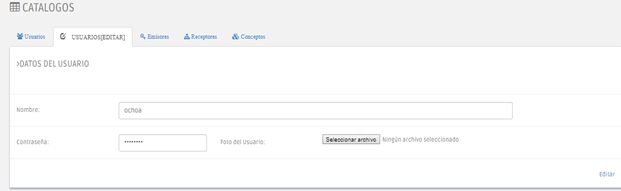 CATALOGOS
Usuarios USUARIOS[EDITAR] Emisores Receptores Conceptos
>DATOS DEL USUARIO
Nombre: ochoa
Contraseña: •••••••• Foto del Usuario: Seleccionar archivo Ningún archivo seleccionado
Editar